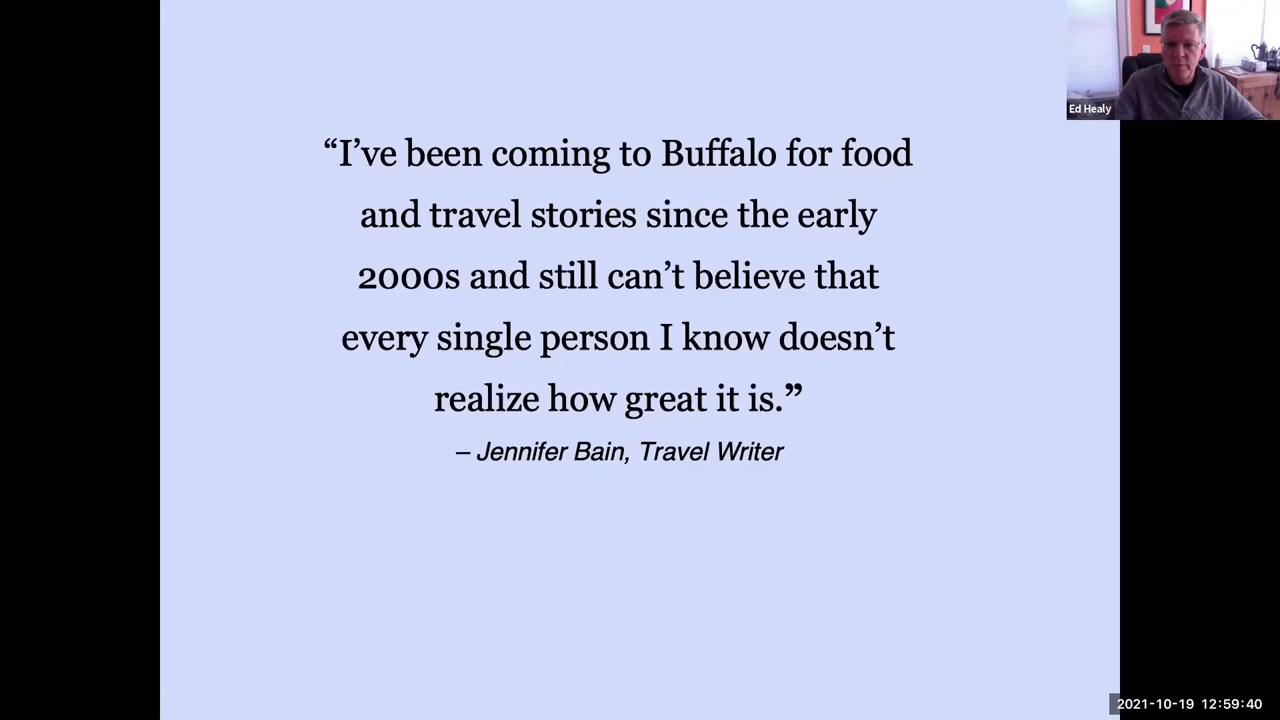 Ed Healy
“I’ve been coming to Buffalo for food
and travel stories since the early
2000s and still can’t believe that
every single person I know doesn’t
realize how great it is.”
– Jennifer Bain, Travel Writer
2021-10-19 12:59:40